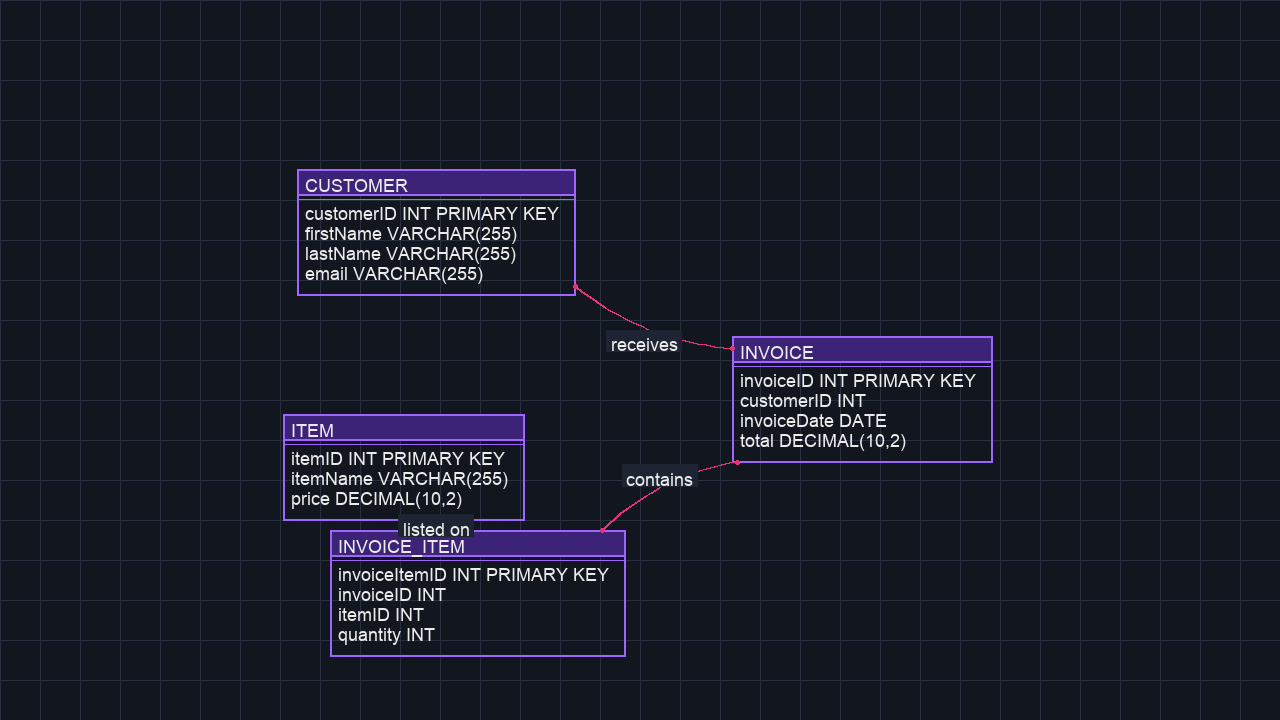 CUSTOMER
customerID INT PRIMARY KEY
firstName VARCHAR(255)
lastName VARCHAR(255)
email VARCHAR(255)
receives
INVOICE
invoiceID INT PRIMARY KEY
customerID INT
invoiceDate DATE
total DECIMAL(10,2)
ITEM
itemID INT PRIMARY KEY
itemName VARCHAR(255)
price DECIMAL(10,2)
contains
listed on
INVOICE_ITEM
invoiceItemID INT PRIMARY KEY
invoiceID INT
itemID INT
quantity INT